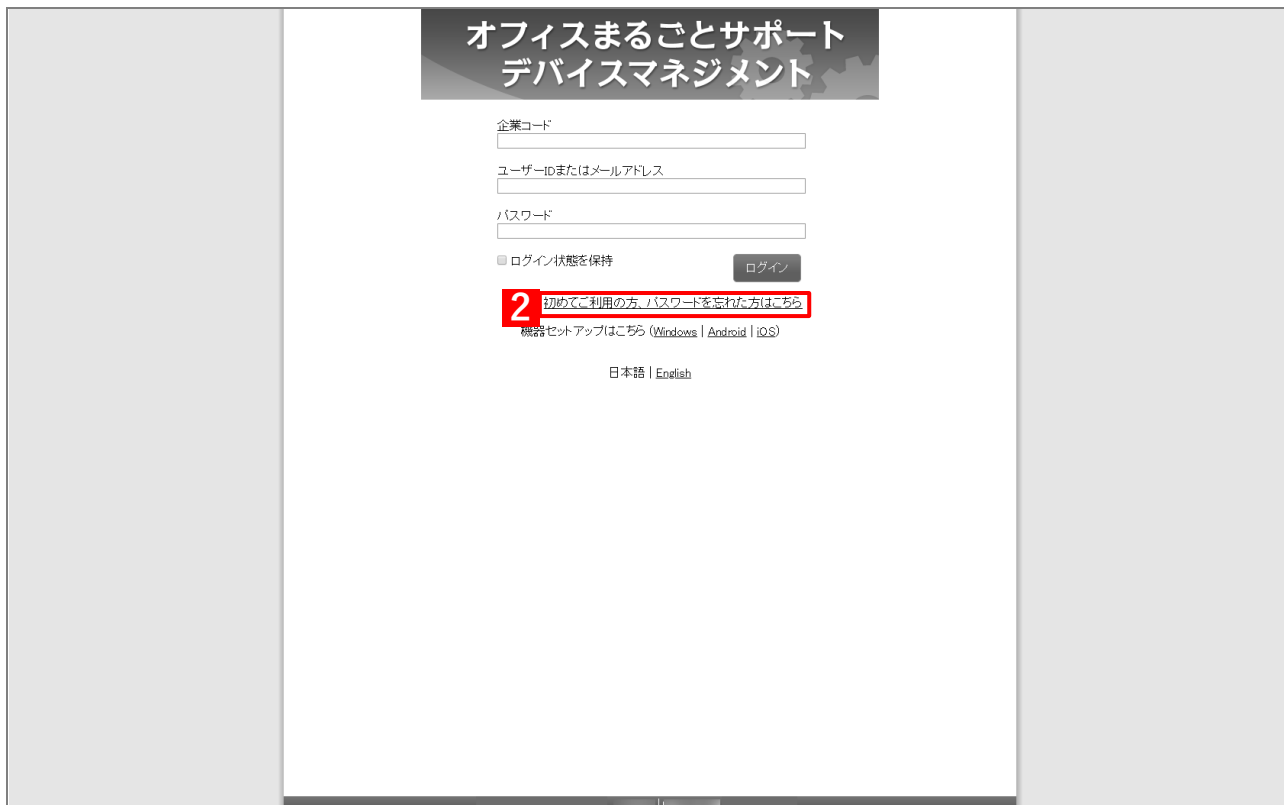 オフィスまるごとサポート
デバイスマネジメント
企業コード
ユーザーIDまたはメールアドレス
パスワード
ログイン状態を保持
ログイン
2 初めてご利用の方、パスワードを忘れた方はこちら
機器セットアップはこちら (Windows | Android | iOS)
日本語 | English